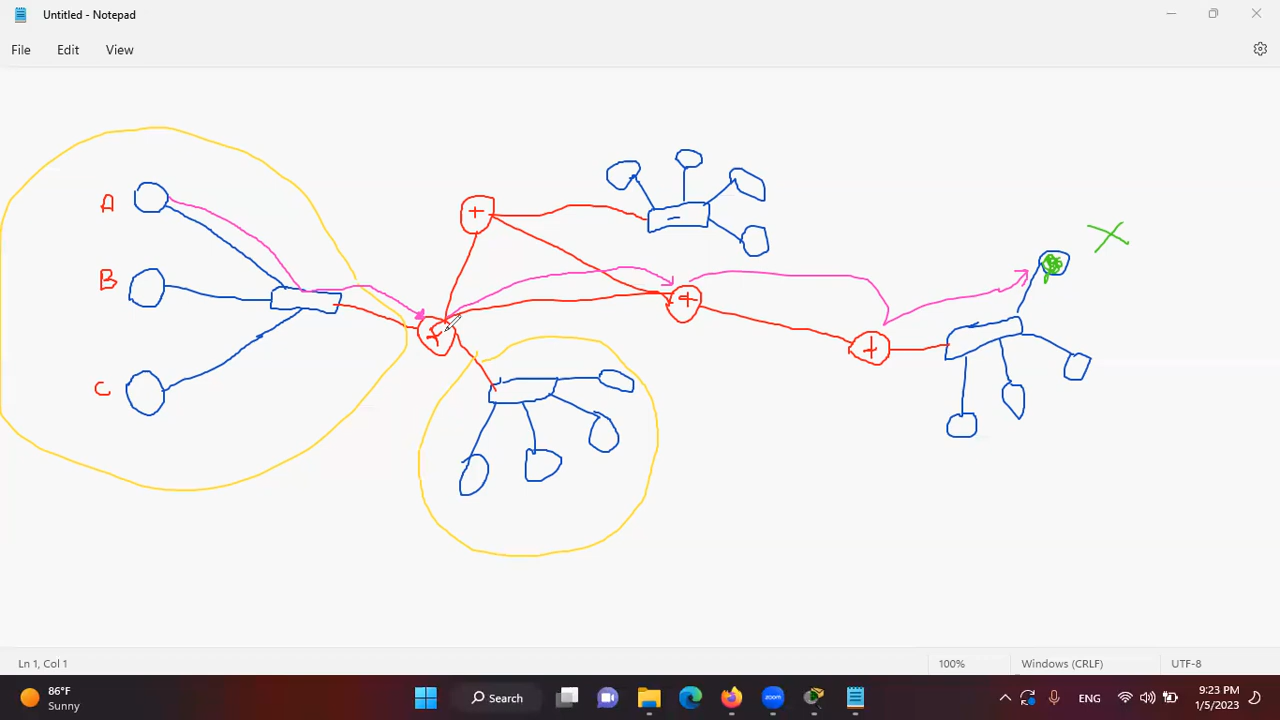 Untitled - Notepad
File Edit View
A
B
C
+
+
+
+
-
X
Ln 1, Col 1
100%
Windows (CRLF)
UTF-8
86°F
Sunny
Search
zoom
ENG
9:23 PM
1/5/2023